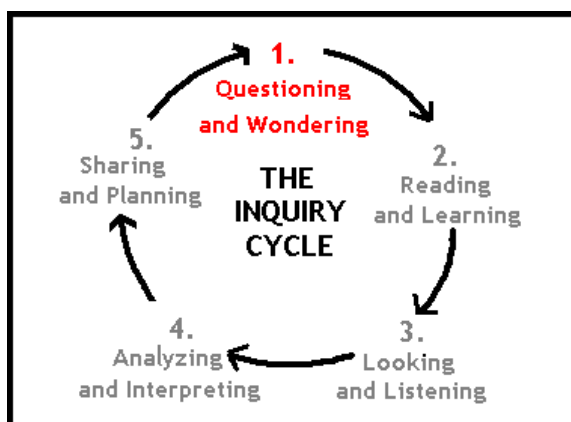 1.
Questioning
and Wondering
2.
Reading
and Learning
3.
Looking
and Listening
4.
Analyzing
and Interpreting
5.
Sharing
and Planning
THE
INQUIRY
CYCLE